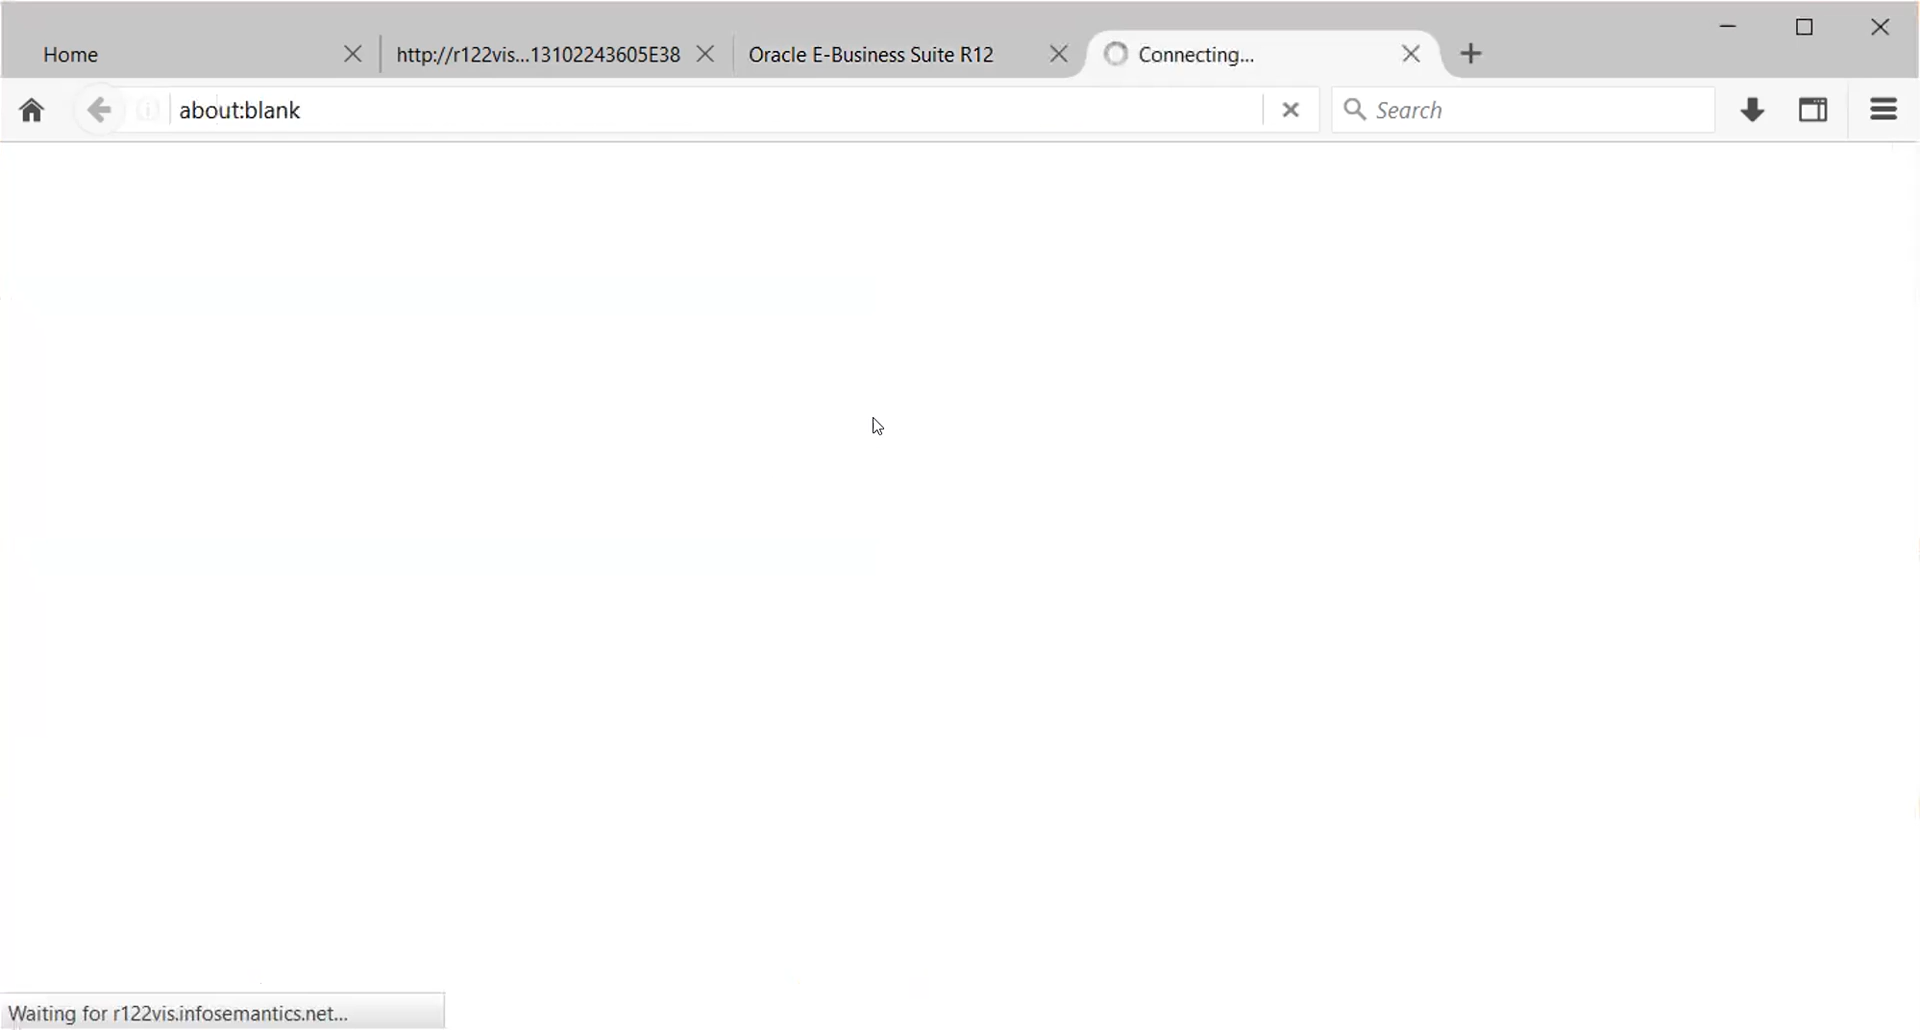 Home
http://r122vis...13102243605E38
Oracle E-Business Suite R12
Connecting...
about:blank
Search
Waiting for r122vis.infosemantics.net...